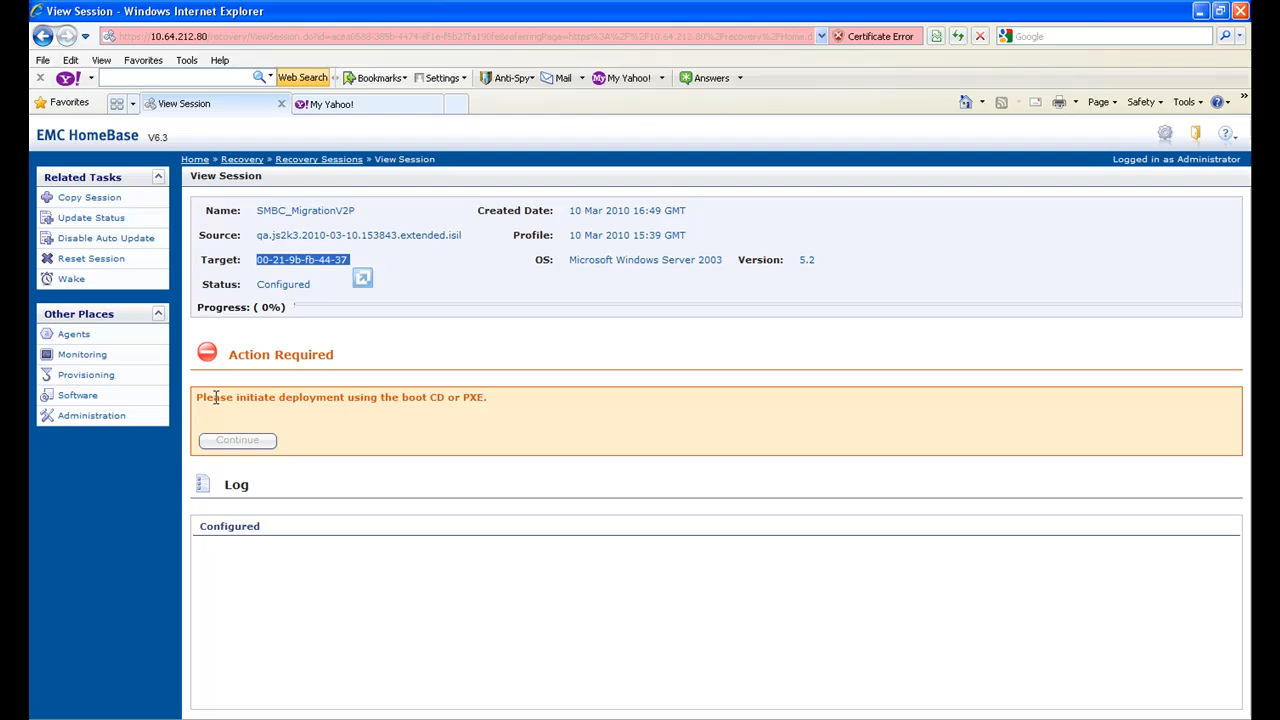 View Session - Windows Internet Explorer
Certificate Error
Google
File Edit View Favorites Tools Help
Y! Web Search Bookmarks Settings Anti-Spy Mail My Yahoo! Answers
Favorites View Session My Yahoo! Page Safety Tools
EMC HomeBase V6.3
Home » Recovery » Recovery Sessions » View Session
Logged in as Administrator
Related Tasks
Copy Session
Update Status
Disable Auto Update
Reset Session
Wake
Other Places
Agents
Monitoring
Provisioning
Software
Administration
View Session
Name: SMBC_MigrationV2P Created Date: 10 Mar 2010 16:49 GMT
Source: qa.js2k3.2010-03-10.153843.extended.isil Profile: 10 Mar 2010 15:39 GMT
Target: 00-21-9b-fb-44-37 OS: Microsoft Windows Server 2003 Version: 5.2
Status: Configured
Progress: ( 0%)
Action Required
Please initiate deployment using the boot CD or PXE.
Continue
Log
Configured